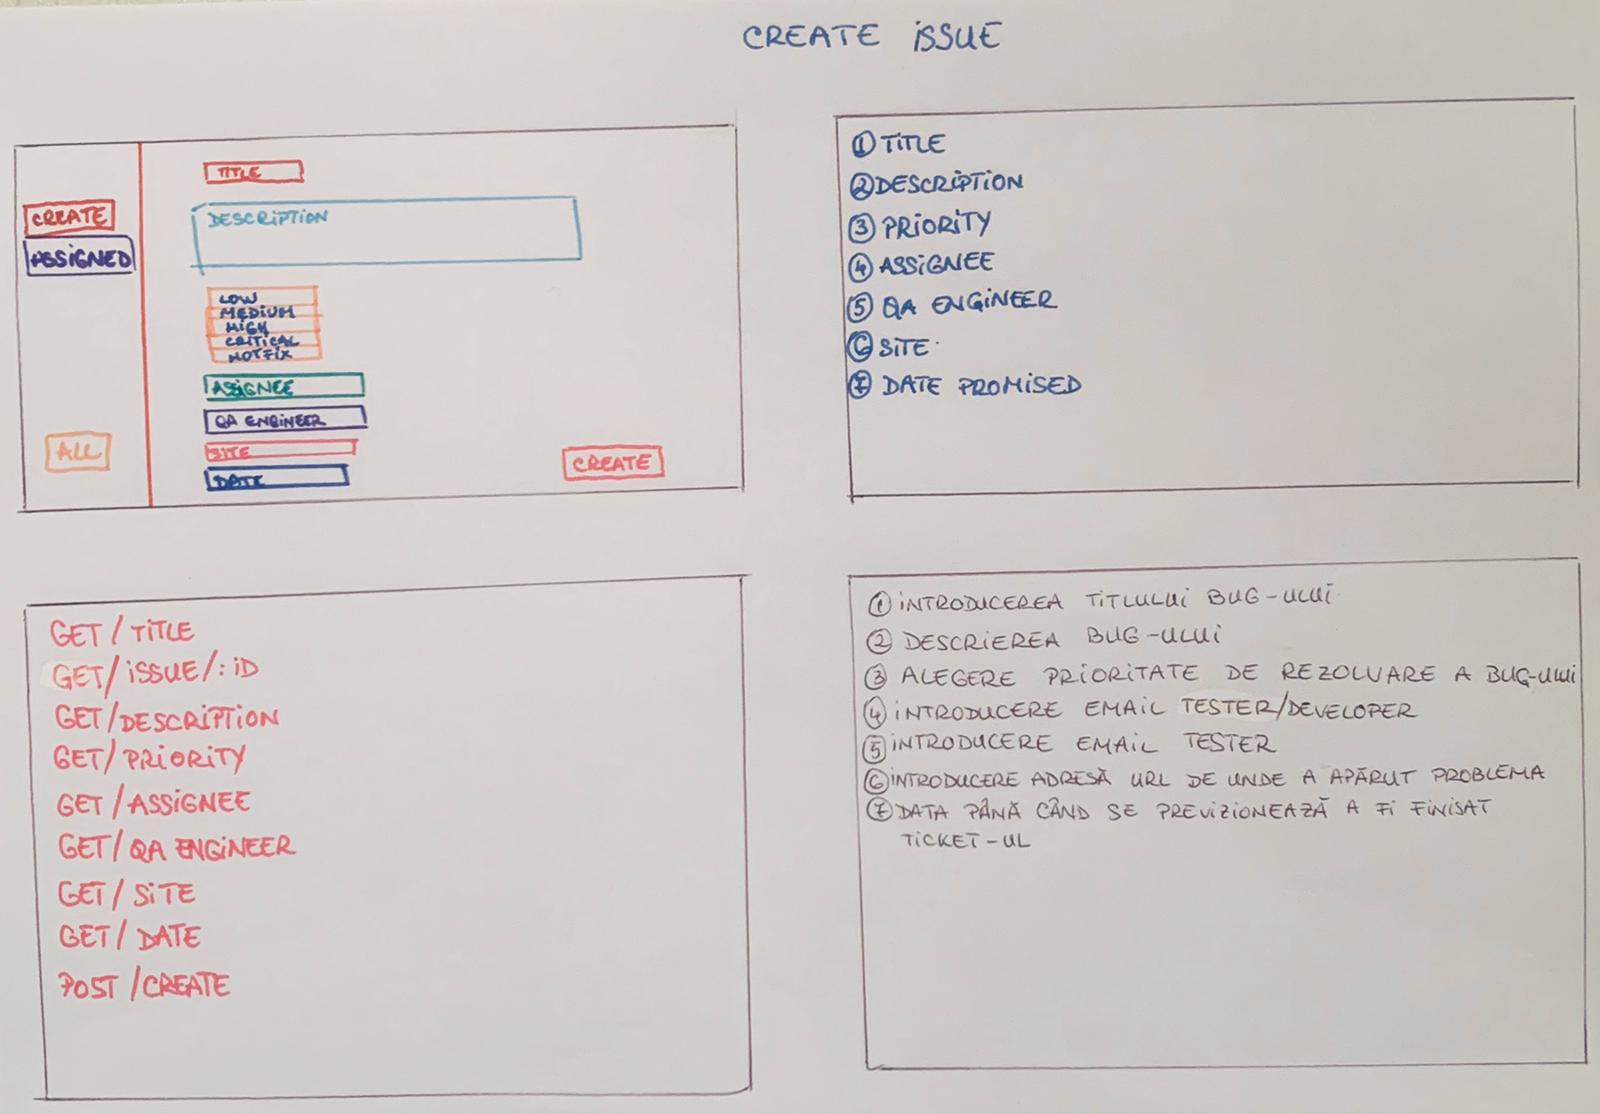 CREATE ISSUE
TITLE
CREATE
DESCRIPTION
ASSIGNED
LOW
MEDIUM
HIGH
CRITICAL
HOTFIX
ASSIGNEE
QA ENGINEER
ALL
SITE
CREATE
DATE
① TITLE
② DESCRIPTION
③ PRIORITY
④ ASSIGNEE
⑤ QA ENGINEER
⑥ SITE
⑦ DATE PROMISED
GET / TITLE
GET / ISSUE / : ID
GET / DESCRIPTION
GET / PRIORITY
GET / ASSIGNEE
GET / QA ENGINEER
GET / SITE
GET / DATE
POST / CREATE
① INTRODUCEREA TITLULUI BUG-ULUI
② DESCRIEREA BUG-ULUI
③ ALEGERE PRIORITATE DE REZOLVARE A BUG-ULUI
④ INTRODUCERE EMAIL TESTER/DEVELOPER
⑤ INTRODUCERE EMAIL TESTER
⑥ INTRODUCERE ADRESĂ URL DE UNDE A APĂRUT PROBLEMA
⑦ DATA PÂNĂ CÂND SE PREVIZIONEAZĂ A FI FINISAT
TICKET-UL